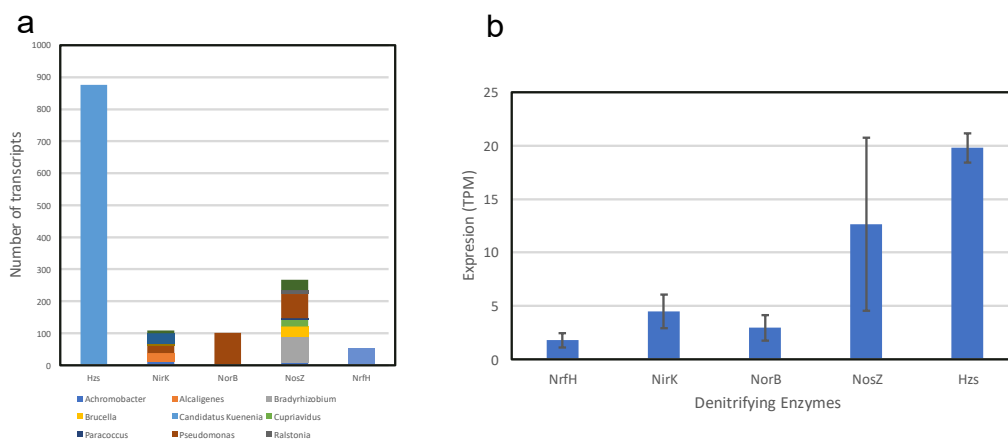 a
Number of transcripts
1000
900
800
700
600
500
400
300
200
100
0
Hzs NirK NorB NosZ NrfH
Achromobacter Alcaligenes Bradyrhizobium
Brucella Candidatus Kuenenia Cupriavidus
Paracoccus Pseudomonas Ralstonia
b
Expresion (TPM)
25
20
15
10
5
0
NrfH NirK NorB NosZ Hzs
Denitrifying Enzymes